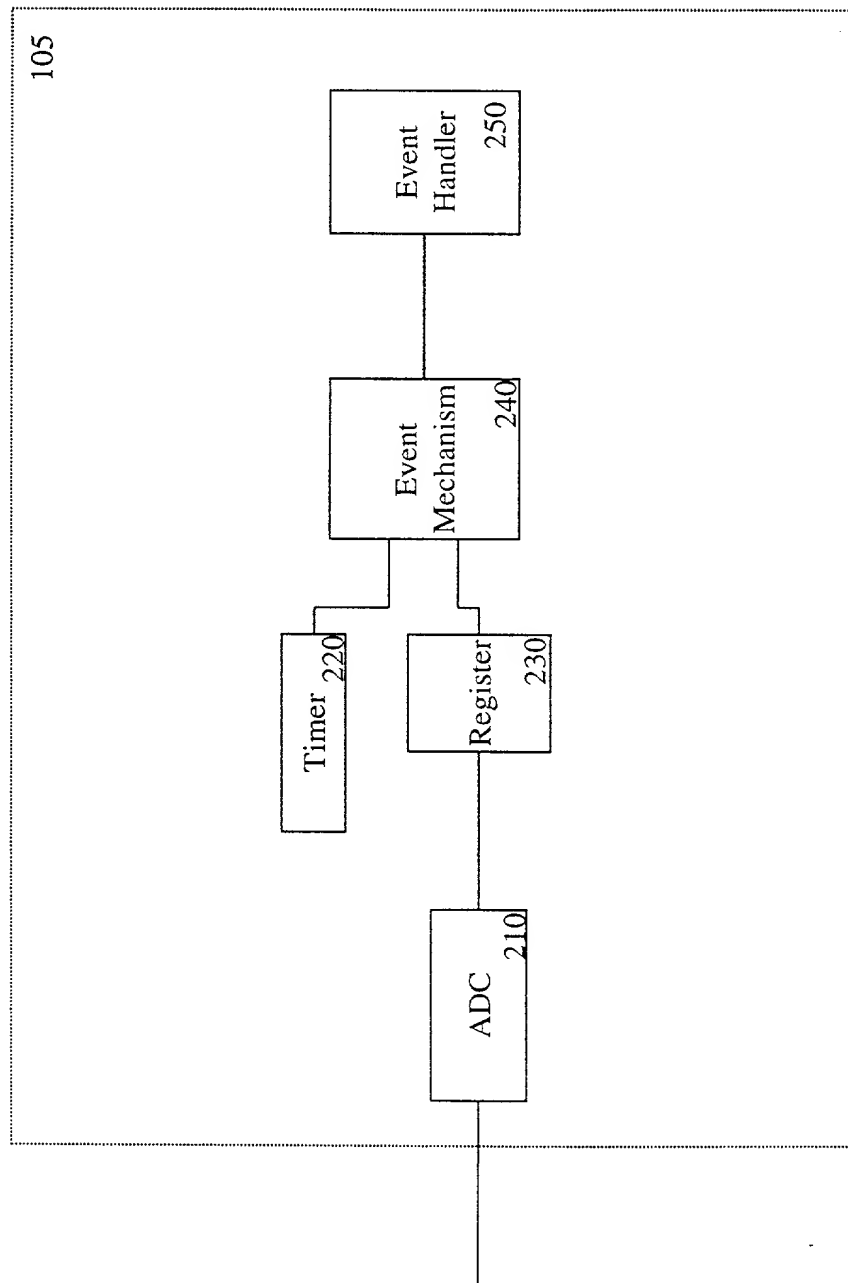 105
ADC
210
Timer
220
Register
230
Event
Mechanism
240
Event
Handler
250